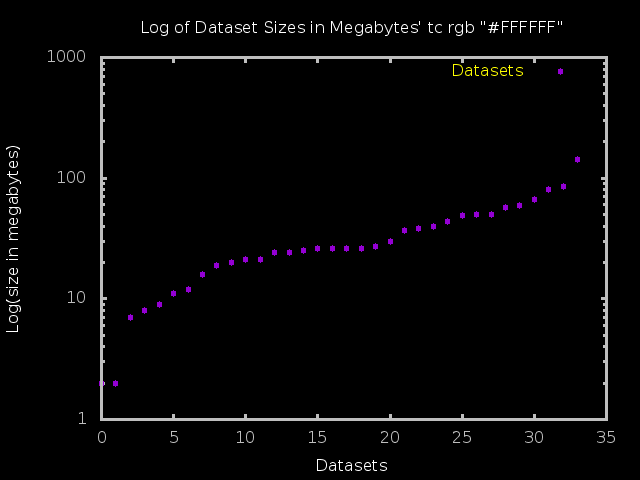 Log of Dataset Sizes in Megabytes' tc rgb "#FFFFFF"
1000
Datasets
100
Log(size in megabytes)
10
1
0 5 10 15 20 25 30 35
Datasets